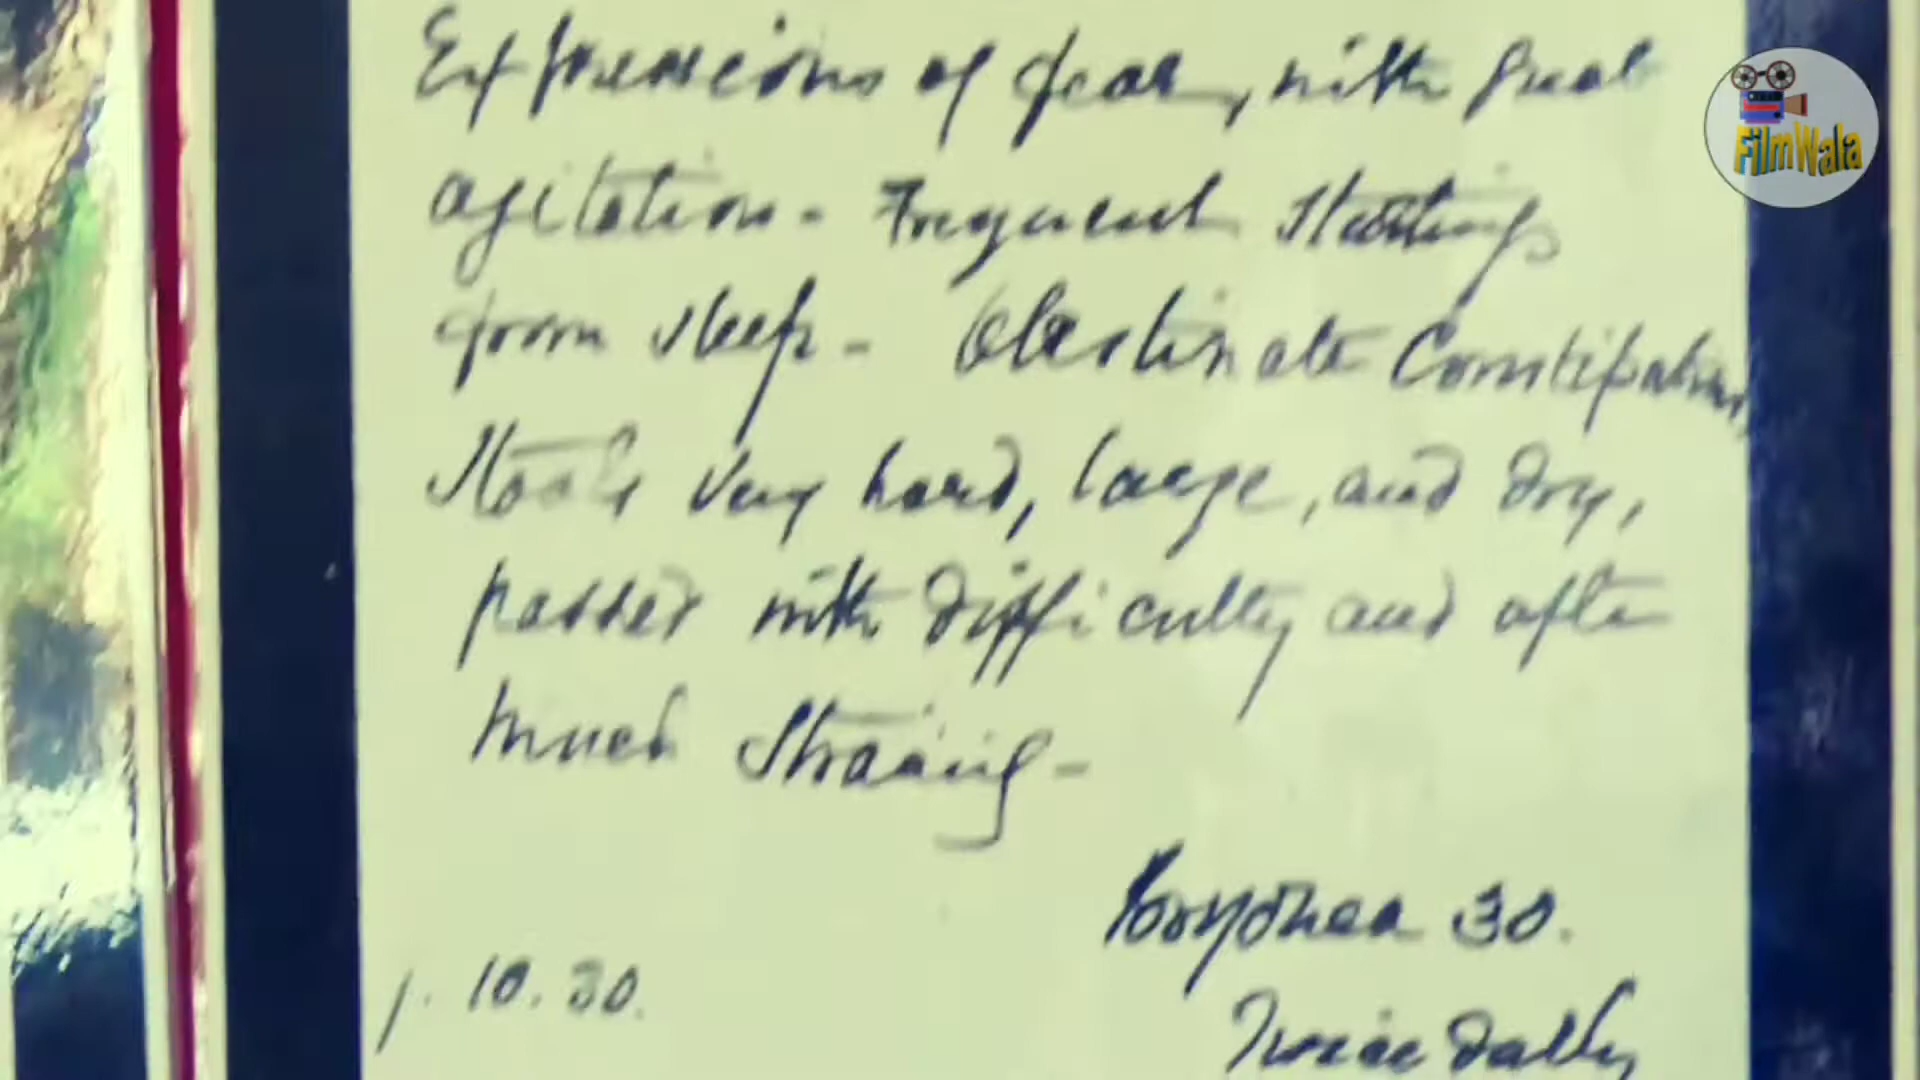 Expressions of fear, with great
agitation - Frequent startings
from sleep - Obstinate Constipation,
Stools very hard, large, and dry,
passed with difficulty and after
much straining -
Bryonea 30.
1. 10. 30.
Twice daily
FilmWala